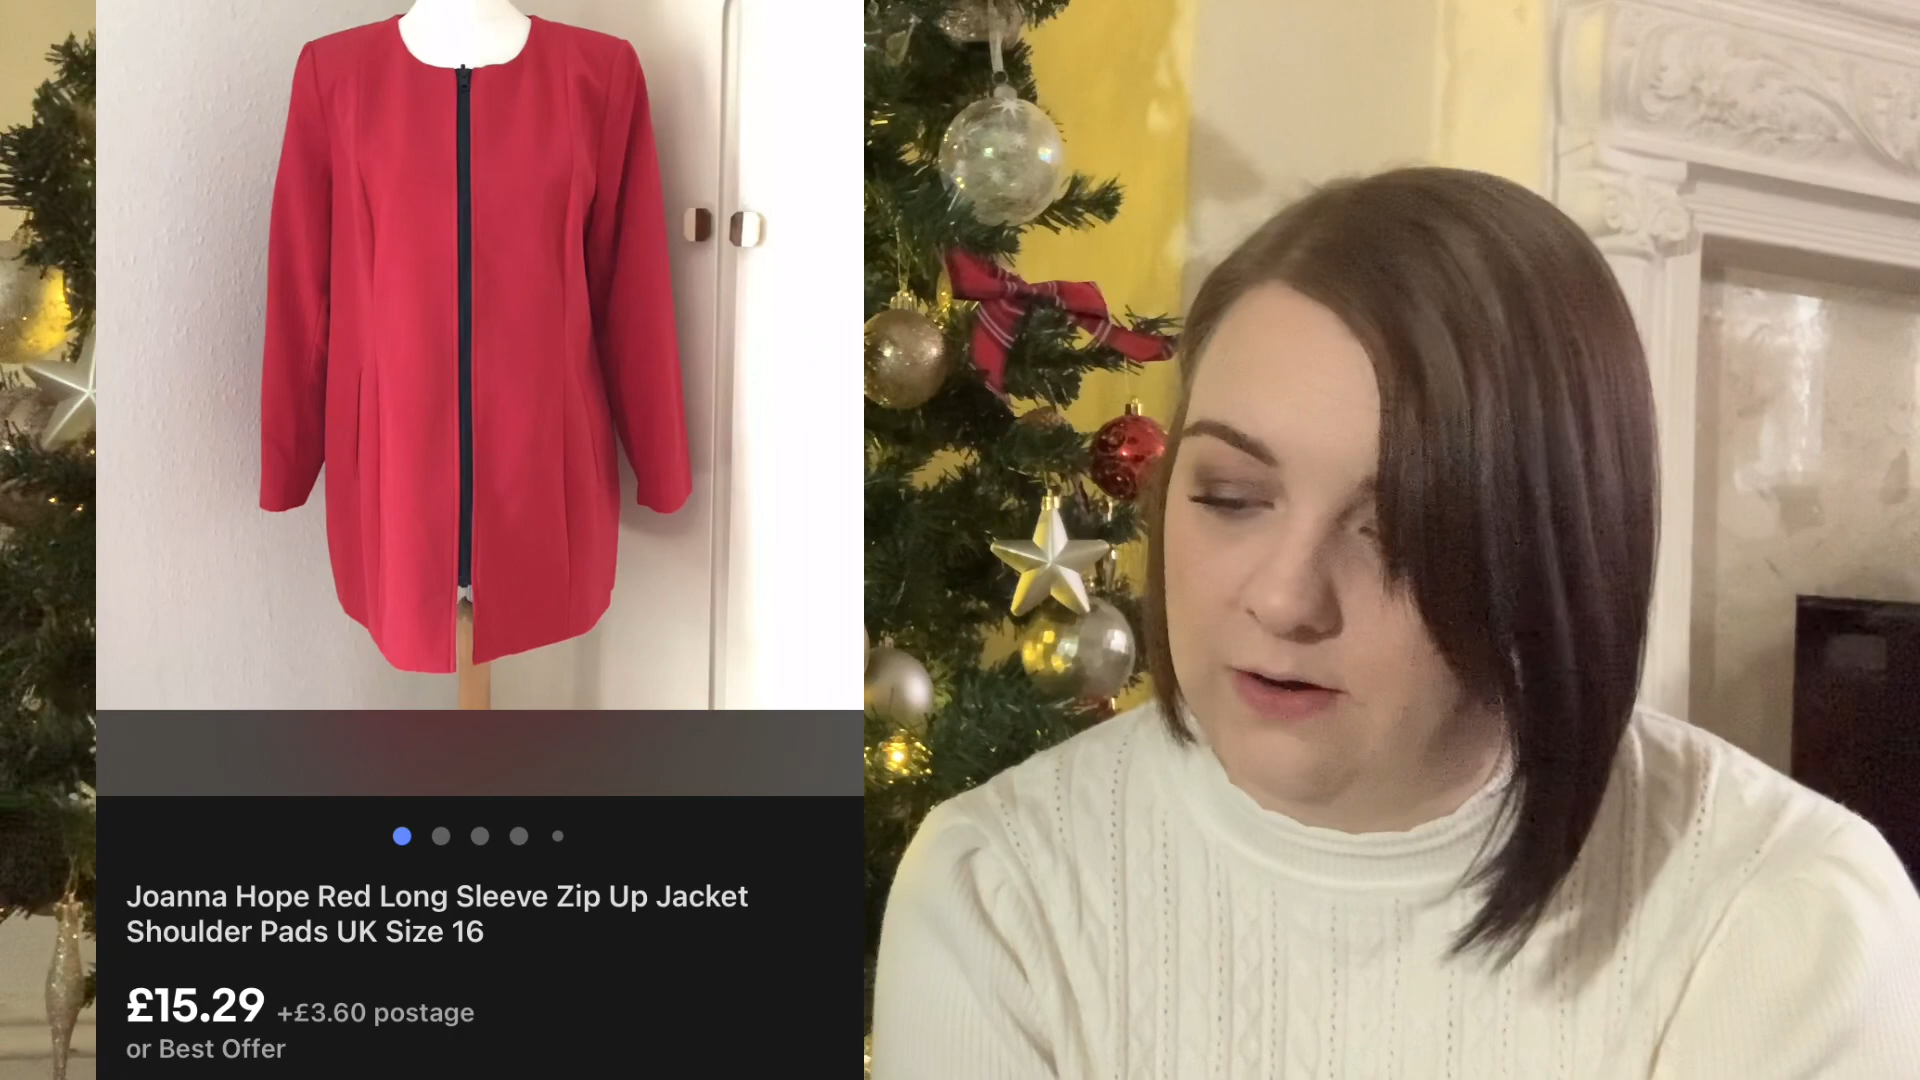 Joanna Hope Red Long Sleeve Zip Up Jacket
Shoulder Pads UK Size 16
£15.29 +£3.60 postage
or Best Offer